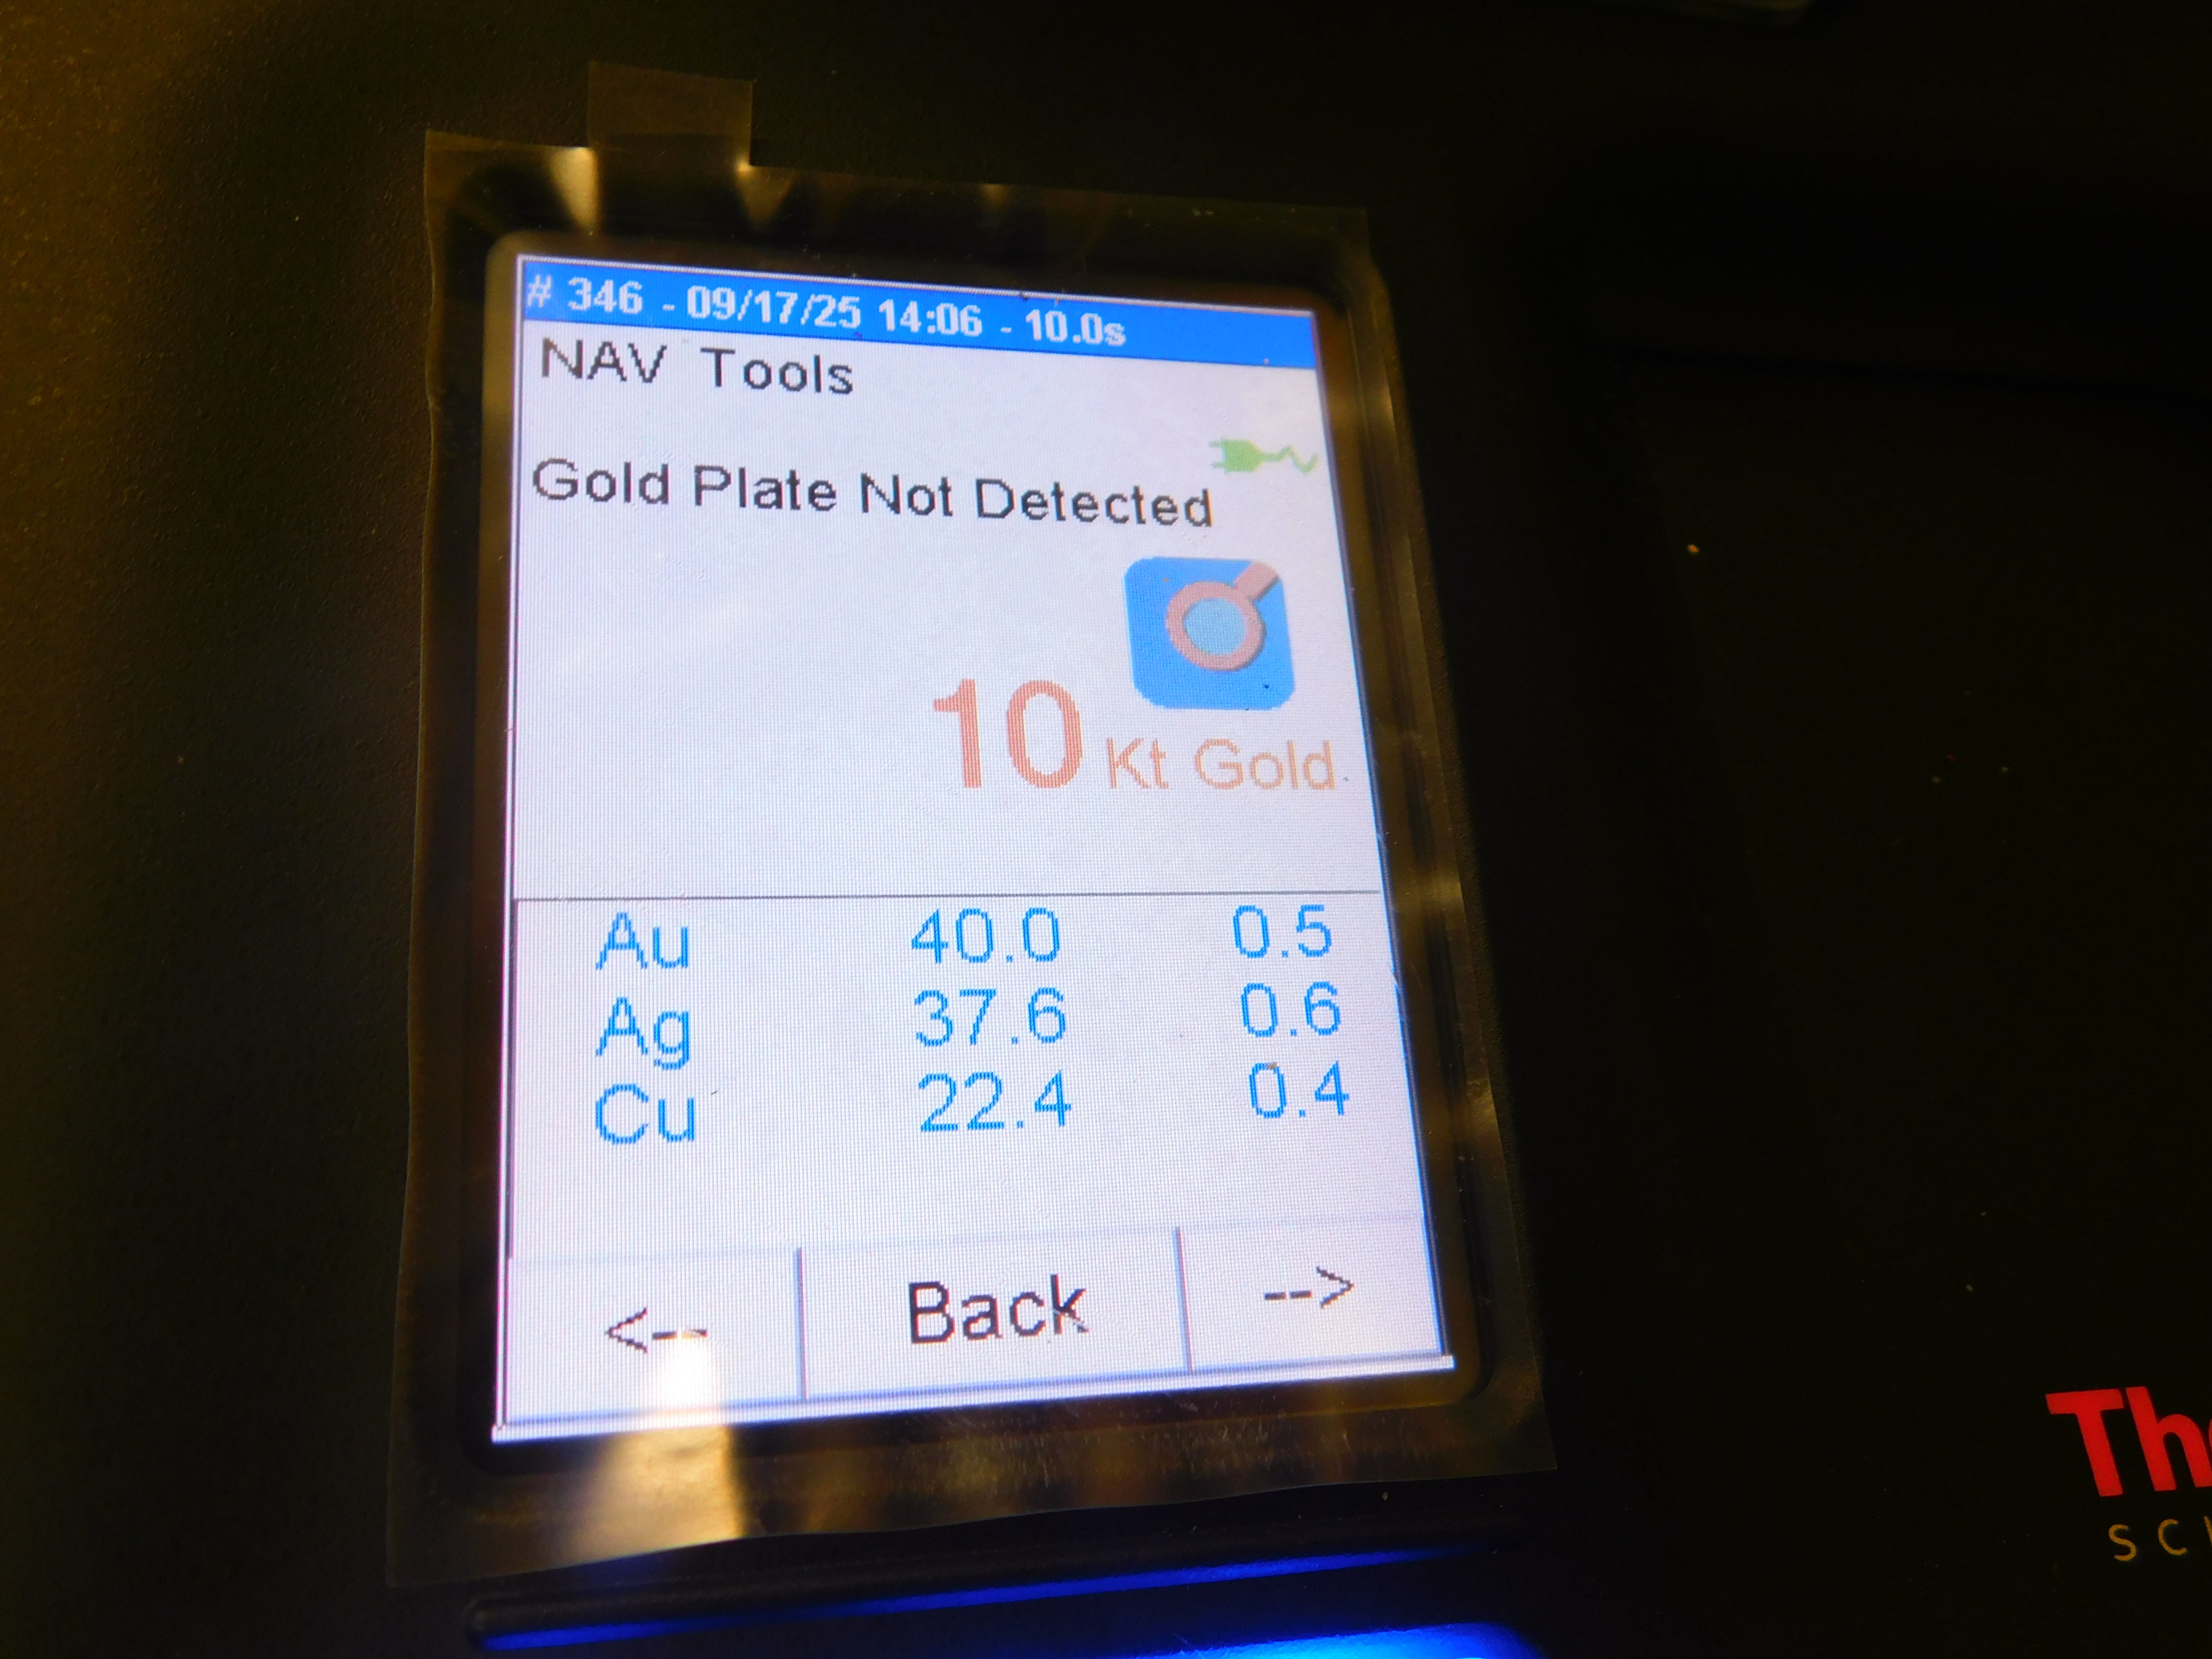 # 346 - 09/17/25 14:06 - 10.0s
NAV Tools
Gold Plate Not Detected
10 Kt Gold
Au 40.0 0.5
Ag 37.6 0.6
Cu 22.4 0.4
<-- Back -->